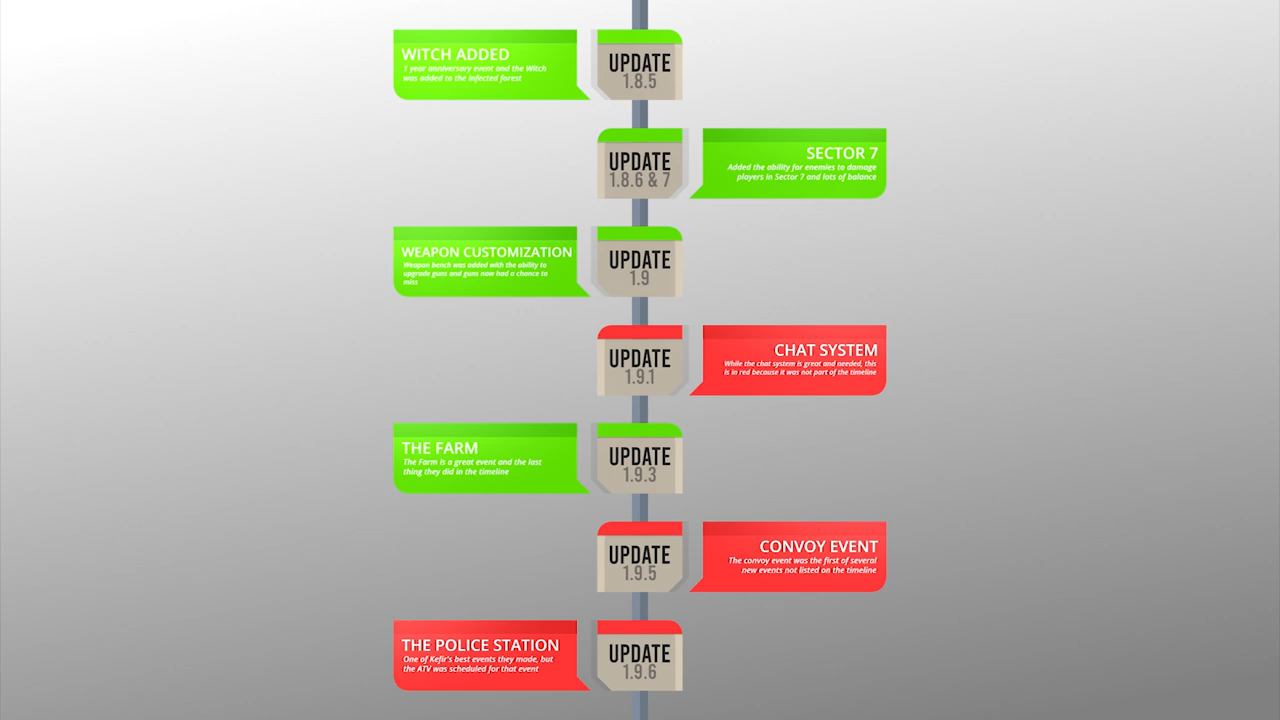 WITCH ADDED
1 year anniversary event and the Witch
was added to the infected forest
UPDATE
1.8.5
UPDATE
1.8.6 & 7
SECTOR 7
Added the ability for enemies to damage
players in Sector 7 and lots of balance
WEAPON CUSTOMIZATION
Weapon bench was added with the ability to
upgrade guns and guns now had a chance to
miss
UPDATE
1.9
UPDATE
1.9.1
CHAT SYSTEM
While the chat system is great and needed, this
is in red because it was not part of the timeline
THE FARM
The Farm is a great event and the last
thing they did in the timeline
UPDATE
1.9.3
UPDATE
1.9.5
CONVOY EVENT
The convoy event was the first of several
new events not listed on the timeline
THE POLICE STATION
One of Kefir's best events they made, but
the ATV was scheduled for that event
UPDATE
1.9.6